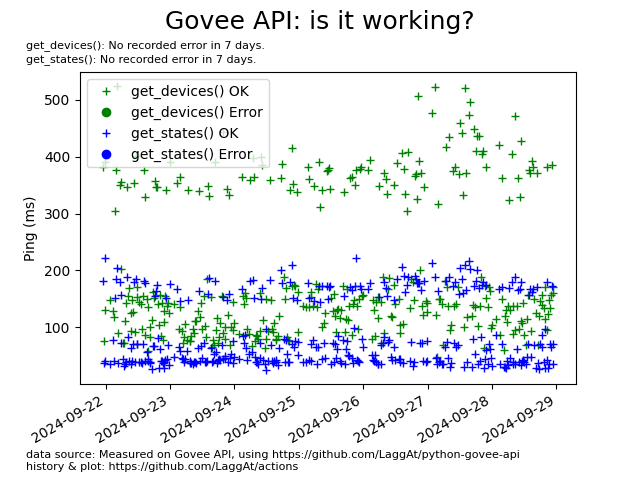 Govee API: is it working?
get_devices(): No recorded error in 7 days.
get_states(): No recorded error in 7 days.
get_devices() OK
get_devices() Error
get_states() OK
get_states() Error
Ping (ms)
500
400
300
200
100
2024-09-22
2024-09-23
2024-09-24
2024-09-25
2024-09-26
2024-09-27
2024-09-28
2024-09-29
data source: Measured on Govee API, using https://github.com/LaggAt/python-govee-api
history & plot: https://github.com/LaggAt/actions